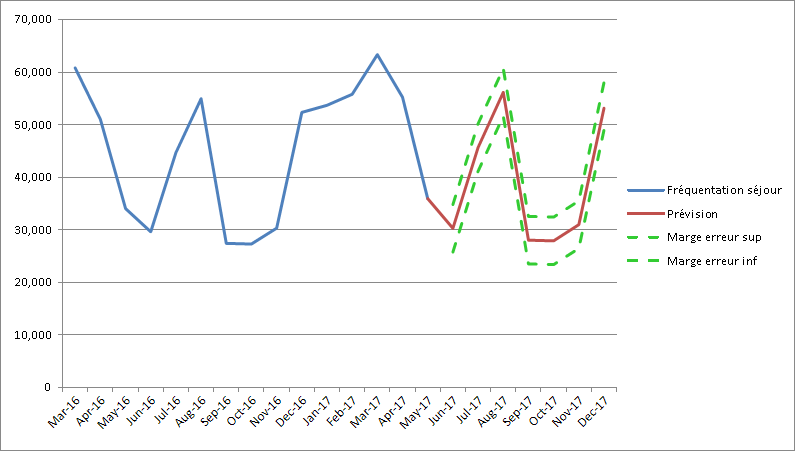 70,000
60,000
50,000
40,000
30,000
20,000
10,000
0
Mar-16 Apr-16 May-16 Jun-16 Jul-16 Aug-16 Sep-16 Oct-16 Nov-16 Dec-16 Jan-17 Feb-17 Mar-17 Apr-17 May-17 Jun-17 Jul-17 Aug-17 Sep-17 Oct-17 Nov-17 Dec-17
Fréquentation séjour
Prévision
Marge erreur sup
Marge erreur inf